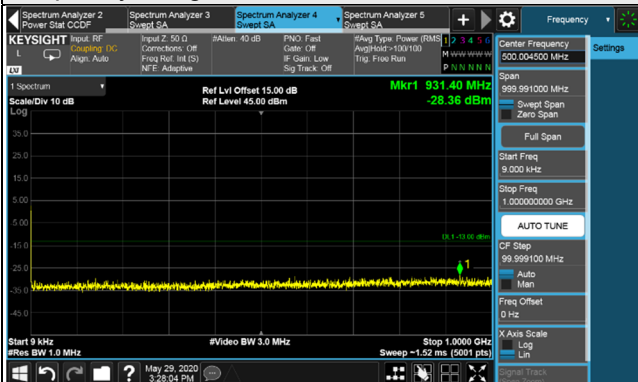 Spectrum Analyzer 2
Power Stat CCDF
Spectrum Analyzer 3
Swept SA
Spectrum Analyzer 4
Swept SA
Spectrum Analyzer 5
Swept SA
Frequency
KEYSIGHT
L
LXI
Input: RF
Coupling: DC
Align: Auto
Input Z: 50 Ω
Corrections: Off
Freq Ref: Int (S)
NFE: Adaptive
#Atten: 40 dB
PNO: Fast
Gate: Off
IF Gain: Low
Sig Track: Off
#Avg Type: Power (RMS
Avg|Hold:>100/100
Trig: Free Run
1 2 3 4 5 6
M W W W W W
P N N N N N
1 Spectrum
Scale/Div 10 dB
Ref Lvl Offset 15.00 dB
Ref Level 45.00 dBm
Mkr1 931.40 MHz
-28.36 dBm
Log
35.0
25.0
15.0
5.00
-5.00
-15.0
-25.0
-35.0
-45.0
DL1 -13.00 dBm
1
Start 9 kHz
#Res BW 1.0 MHz
#Video BW 3.0 MHz
Stop 1.0000 GHz
Sweep ~1.52 ms (5001 pts)
May 29, 2020
3:28:04 PM
Center Frequency
500.004500 MHz
Settings
Span
999.991000 MHz
Swept Span
Zero Span
Full Span
Start Freq
9.000 kHz
Stop Freq
1.000000000 GHz
AUTO TUNE
CF Step
99.999100 MHz
Auto
Man
Freq Offset
0 Hz
X Axis Scale
Log
Lin
Signal Track